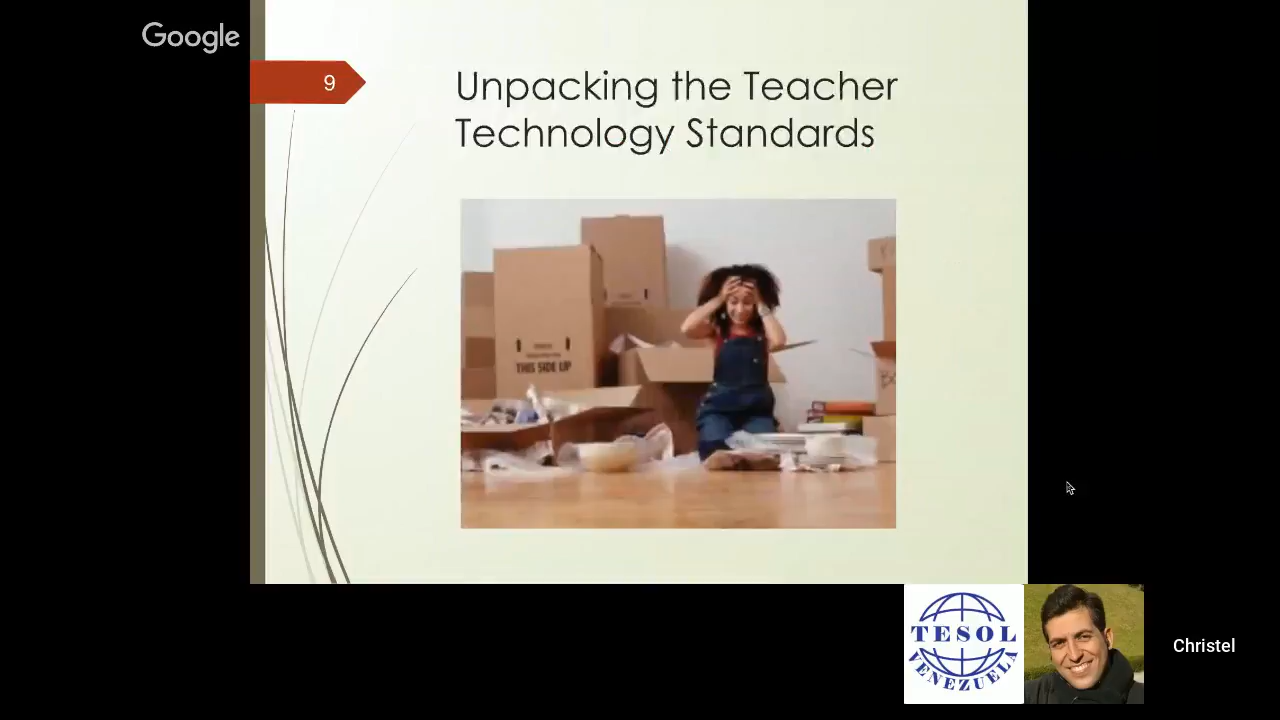 Google
9
Unpacking the Teacher
Technology Standards
THIS SIDE UP
TESOL
VENEZUELA
Christel